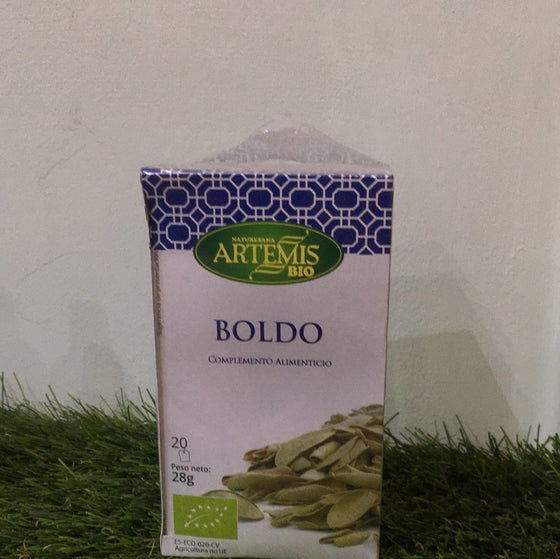 NATURESANA
ARTEMIS
BIO
BOLDO
COMPLEMENTO ALIMENTICIO
20
Peso neto:
28g
ES-ECO-020-CV
Agricultura no UE